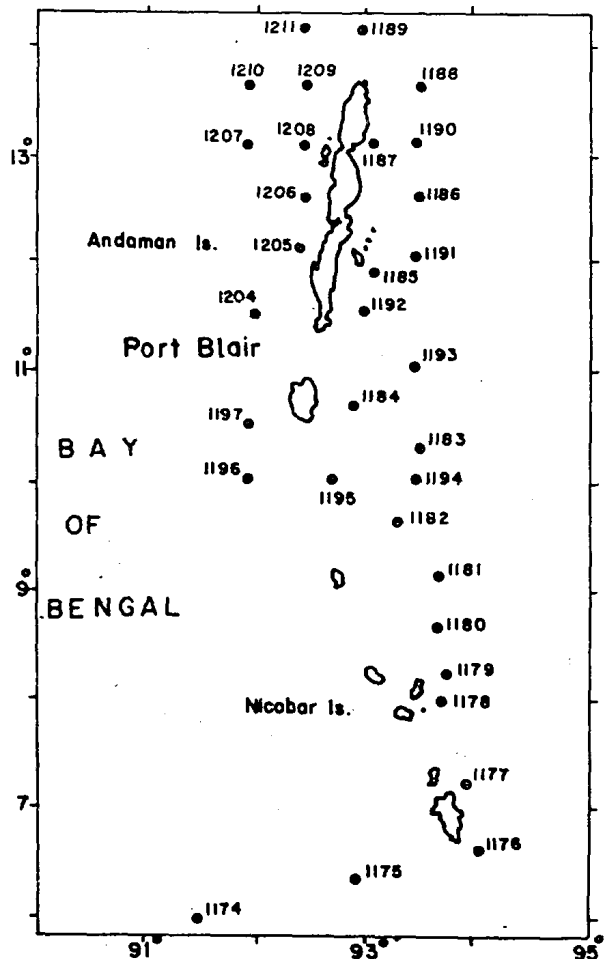 1211 1189
1210 1209 1188
1207 1208 1190
13°
1187
1206 1186
Andaman Is. 1205 1191
1185
1204 1192
Port Blair
11° 1193
1184
1197
BAY 1183
1196 1194
1195
OF 1182
1181
9°
BENGAL 1180
1179
Nicobar Is. 1178
1177
7°
1176
1175
1174
91° 93° 95°